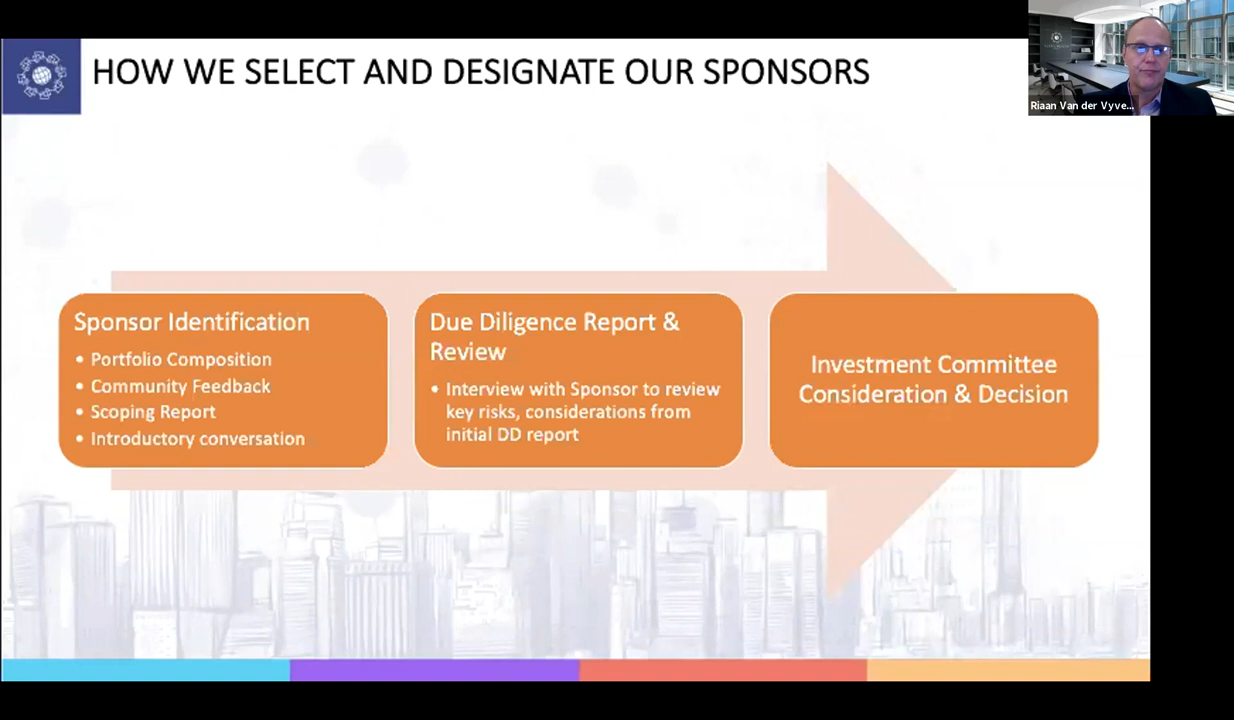 HOW WE SELECT AND DESIGNATE OUR SPONSORS
Riaan Van der Vyve...
Sponsor Identification
• Portfolio Composition
• Community Feedback
• Scoping Report
• Introductory conversation
Due Diligence Report &
Review
• Interview with Sponsor to review
key risks, considerations from
initial DD report
Investment Committee
Consideration & Decision